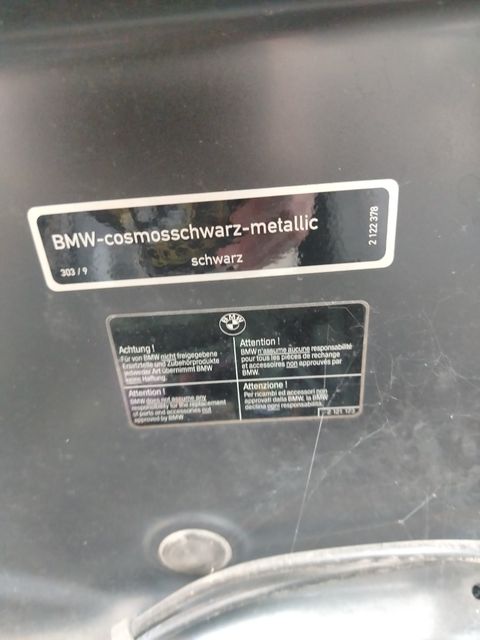 BMW-cosmosschwarz-metallic
schwarz
303 / 9
2 122 378
BMW
Achtung !
Für von BMW nicht freigegebene
Ersatzteile und Zubehörprodukte
jedweder Art übernimmt BMW
keine Haftung.
Attention !
BMW n'assume aucune responsabilité
pour tous les pièces de rechange
et accessoires non approuvés par
BMW.
Attention !
BMW does not assume any
responsibility for the replacement
of parts and accessories not
approved by BMW
Attenzione !
Per ricambi ed accessori non
approvati dalla BMW, la BMW
declina ogni responsabilità.